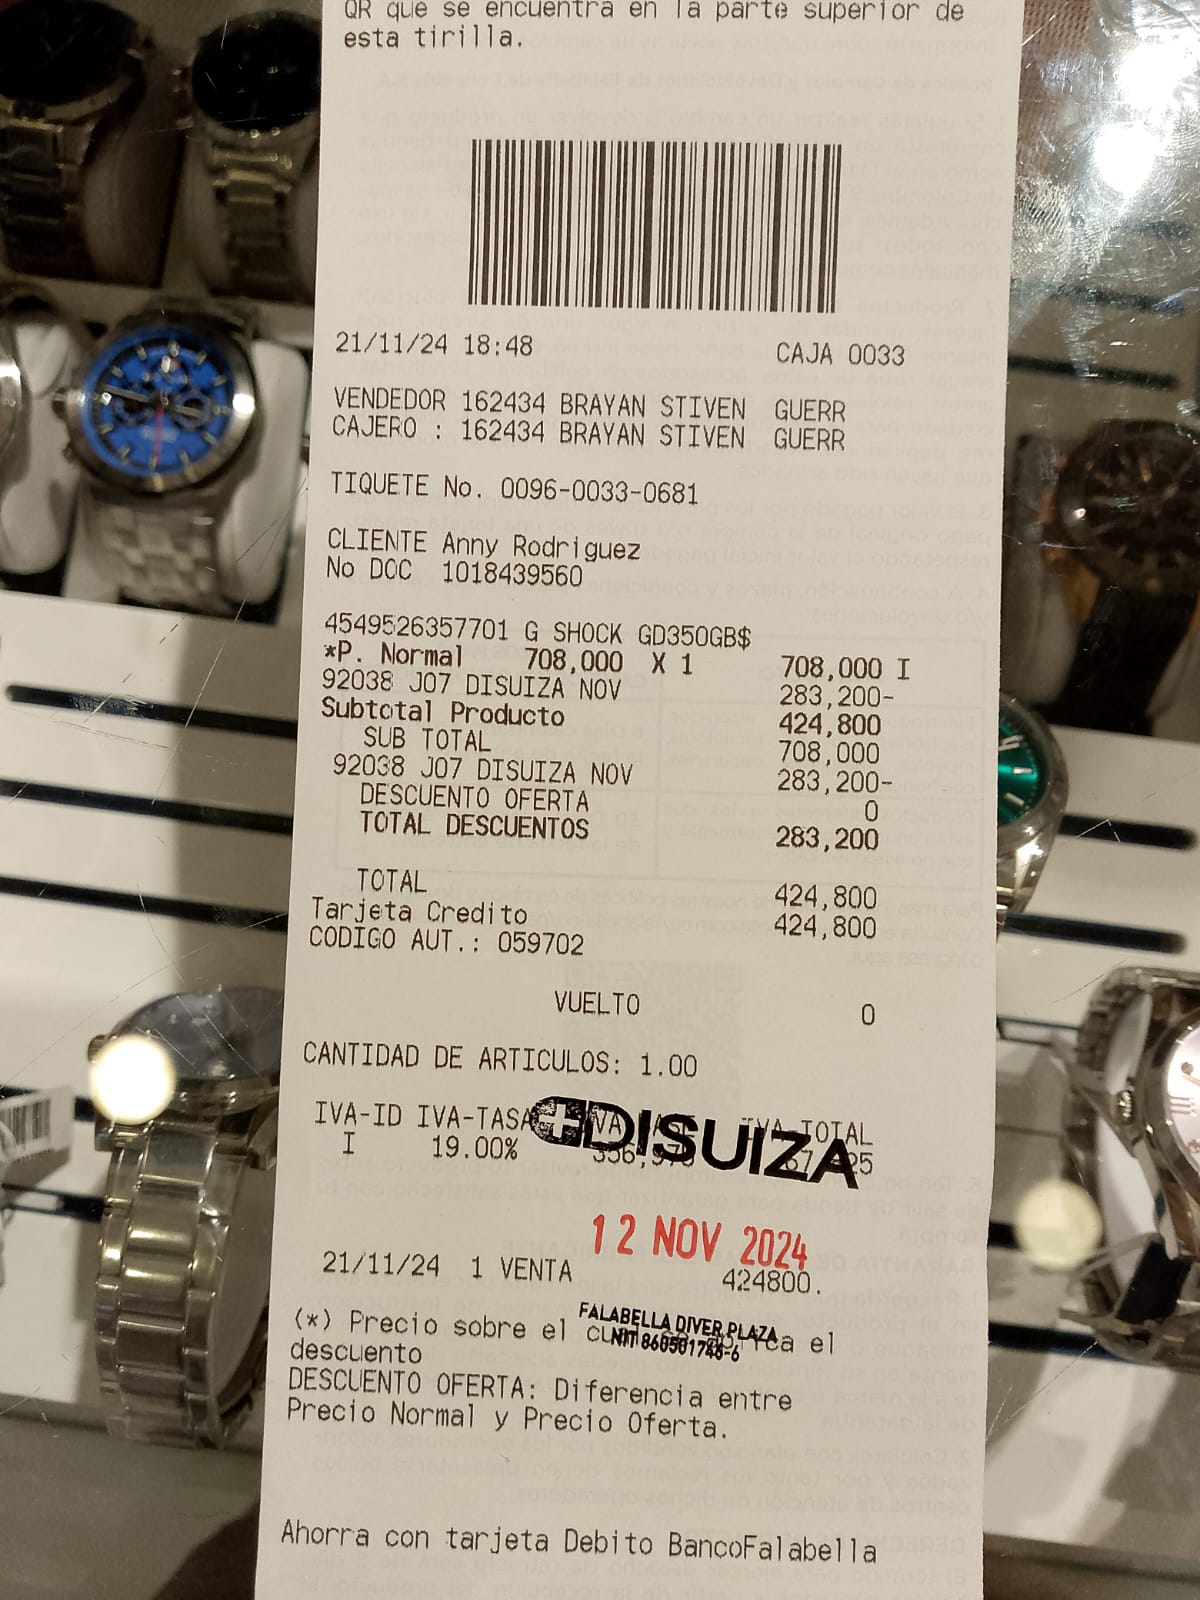 QR que se encuentra en la parte superior de
esta tirilla.
21/11/24 18:48 CAJA 0033
VENDEDOR 162434 BRAYAN STIVEN GUERR
CAJERO : 162434 BRAYAN STIVEN GUERR
TIQUETE No. 0096-0033-0681
CLIENTE Anny Rodriguez
No DOC 1018439560
4549526357701 G SHOCK GD350GB$
*P. Normal 708,000 X 1 708,000 I
92038 J07 DISUIZA NOV 283,200-
Subtotal Producto 424,800
SUB TOTAL 708,000
92038 J07 DISUIZA NOV 283,200-
DESCUENTO OFERTA 0
TOTAL DESCUENTOS 283,200
TOTAL 424,800
Tarjeta Credito 424,800
CODIGO AUT.: 059702
VUELTO 0
CANTIDAD DE ARTICULOS: 1.00
IVA-ID IVA-TASA IVA-TOTAL
I 19.00%
DISUIZA
12 NOV 2024
21/11/24 1 VENTA 424800.
FALABELLA DIVER PLAZA
NIT 860501748-6
(*) Precio sobre el el
descuento
DESCUENTO OFERTA: Diferencia entre
Precio Normal y Precio Oferta.
Ahorra con tarjeta Debito BancoFalabella